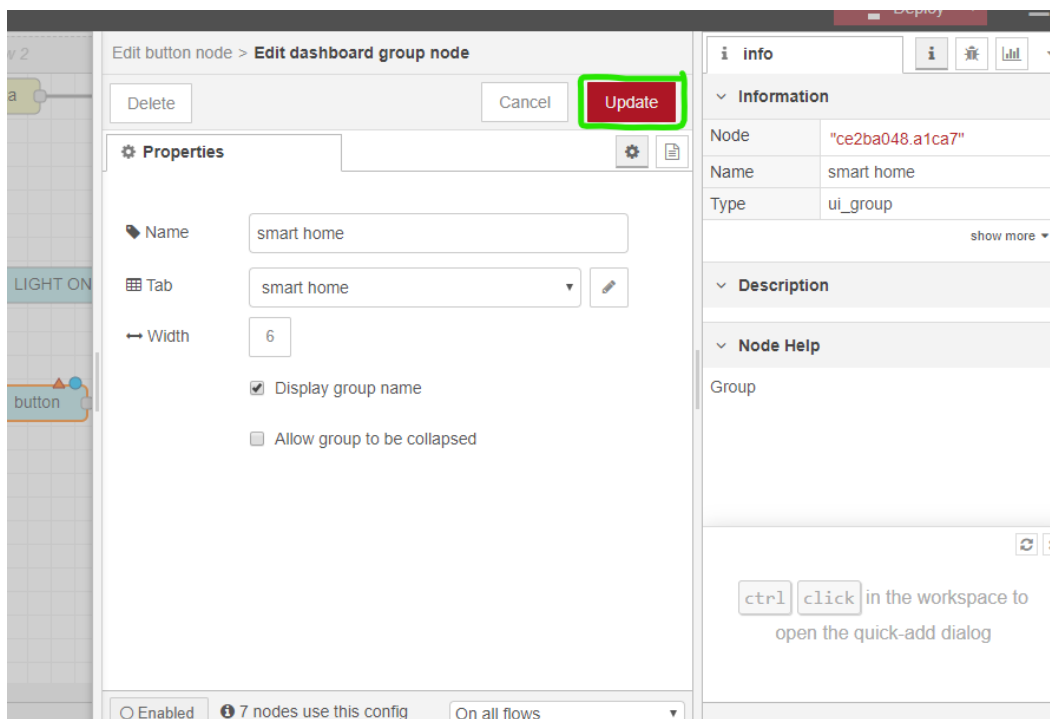 Deploy
w 2
Edit button node > Edit dashboard group node
i info
i
a
Delete
Cancel
Update
Information
Node
"ce2ba048.a1ca7"
Properties
Name
smart home
Type
ui_group
Name
smart home
show more
LIGHT ON
Tab
smart home
Description
Width
6
Node Help
button
Display group name
Group
Allow group to be collapsed
ctrl click in the workspace to
open the quick-add dialog
Enabled
7 nodes use this config
On all flows